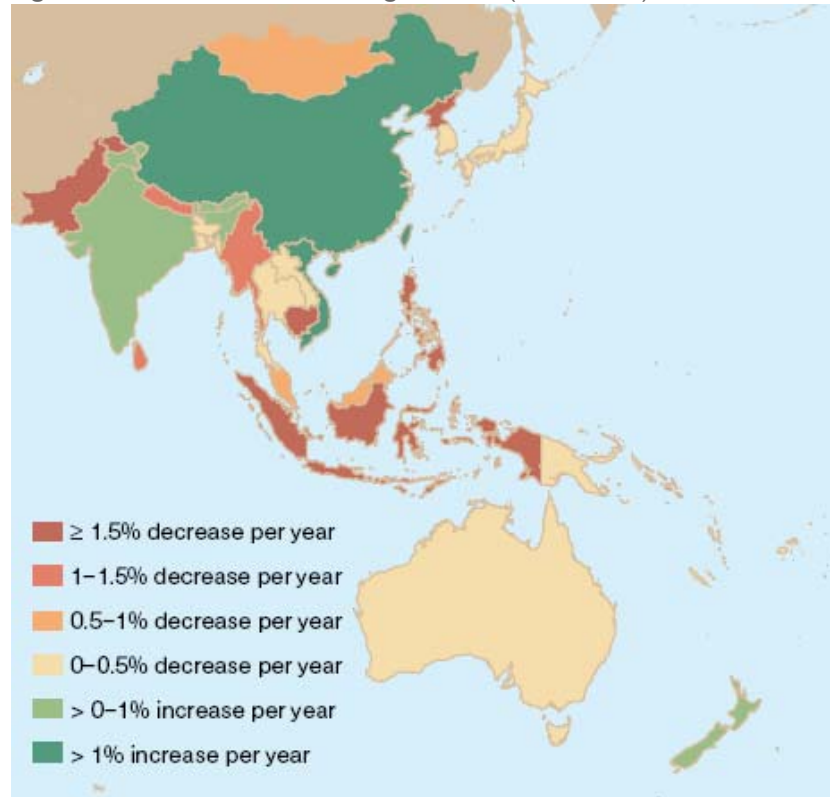 ≥ 1.5% decrease per year
1–1.5% decrease per year
0.5–1% decrease per year
0–0.5% decrease per year
> 0–1% increase per year
> 1% increase per year